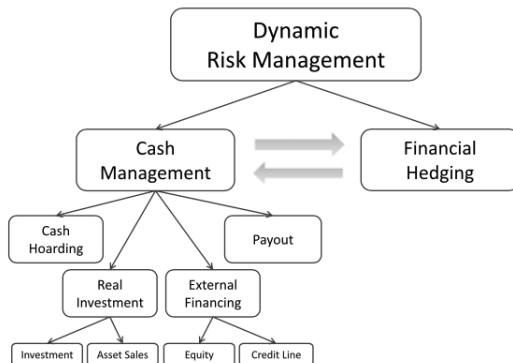 Dynamic
Risk Management
Cash
Management
Financial
Hedging
Cash
Hoarding
Payout
Real
Investment
External
Financing
Investment
Asset Sales
Equity
Credit Line